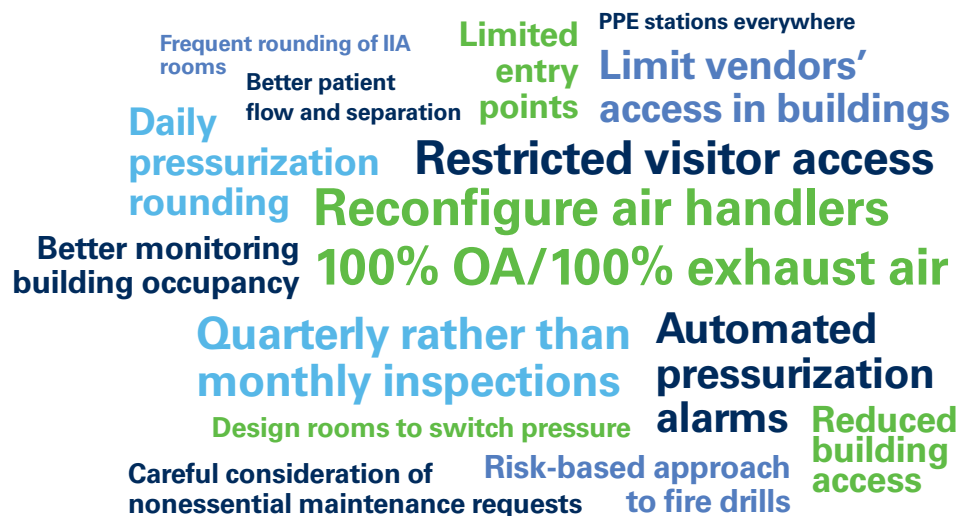 PPE stations everywhere
Frequent rounding of IIA
rooms
Limited
entry
points
Limit vendors’
access in buildings
Better patient
flow and separation
Daily
pressurization
rounding
Restricted visitor access
Reconfigure air handlers
100% OA/100% exhaust air
Better monitoring
building occupancy
Quarterly rather than
monthly inspections
Automated
pressurization
alarms
Design rooms to switch pressure
Reduced
building
access
Careful consideration of
nonessential maintenance requests
Risk-based approach
to fire drills